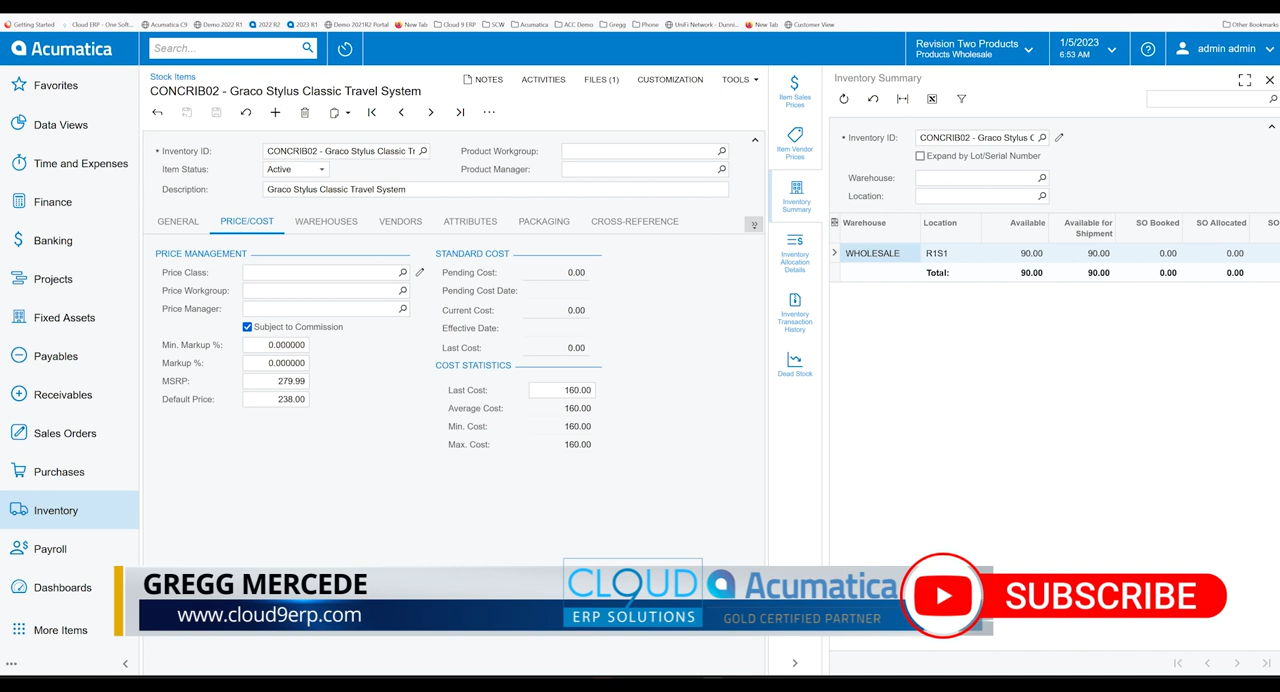 Getting Started Cloud ERP - One Soft... Acumatica C9 Demo 2022 R1 2022 R2 2023 R1 Demo 2021R2 Portal New Tab Cloud 9 ERP SCW Acumatica ACC Demo Gregg Phone UniFi Network - Dunni... New Tab Customer View Other Bookmarks
Acumatica
Search...
Revision Two Products
Products Wholesale
1/5/2023
6:53 AM
admin admin
Favorites
Data Views
Time and Expenses
Finance
Banking
Projects
Fixed Assets
Payables
Receivables
Sales Orders
Purchases
Inventory
Payroll
Dashboards
More Items
Stock Items
CONCRIB02 - Graco Stylus Classic Travel System
NOTES ACTIVITIES FILES (1) CUSTOMIZATION TOOLS
Inventory ID: CONCRIB02 - Graco Stylus Classic Tr Product Workgroup:
Item Status: Active Product Manager:
Description: Graco Stylus Classic Travel System
GENERAL PRICE/COST WAREHOUSES VENDORS ATTRIBUTES PACKAGING CROSS-REFERENCE
PRICE MANAGEMENT
Price Class:
Price Workgroup:
Price Manager:
Subject to Commission
Min. Markup %: 0.000000
Markup %: 0.000000
MSRP: 279.99
Default Price: 238.00
STANDARD COST
Pending Cost: 0.00
Pending Cost Date:
Current Cost: 0.00
Effective Date:
Last Cost: 0.00
COST STATISTICS
Last Cost: 160.00
Average Cost: 160.00
Min. Cost: 160.00
Max. Cost: 160.00
Item Sales
Prices
Item Vendor
Prices
Inventory
Summary
Inventory
Allocation
Details
Inventory
Transaction
History
Dead Stock
Inventory Summary
Inventory ID: CONCRIB02 - Graco Stylus C
Expand by Lot/Serial Number
Warehouse:
Location:
Warehouse Location Available Available for Shipment SO Booked SO Allocated SO
WHOLESALE R1S1 90.00 90.00 0.00 0.00
Total: 90.00 90.00 0.00 0.00
GREGG MERCEDE
www.cloud9erp.com
CLOUD 9
ERP SOLUTIONS
Acumatica
GOLD CERTIFIED PARTNER
SUBSCRIBE